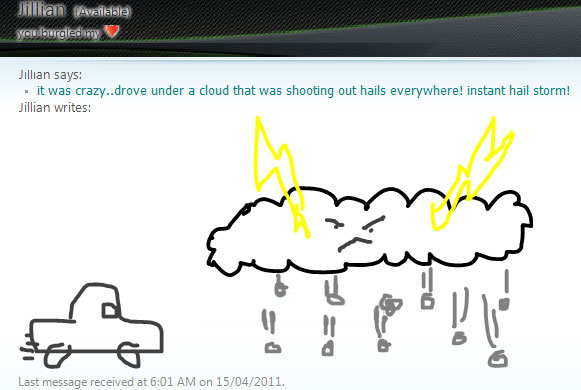 Jillian (Available)
you burgled my
Jillian says:
it was crazy..drove under a cloud that was shooting out hails everywhere! instant hail storm!
Jillian writes:
Last message received at 6:01 AM on 15/04/2011.